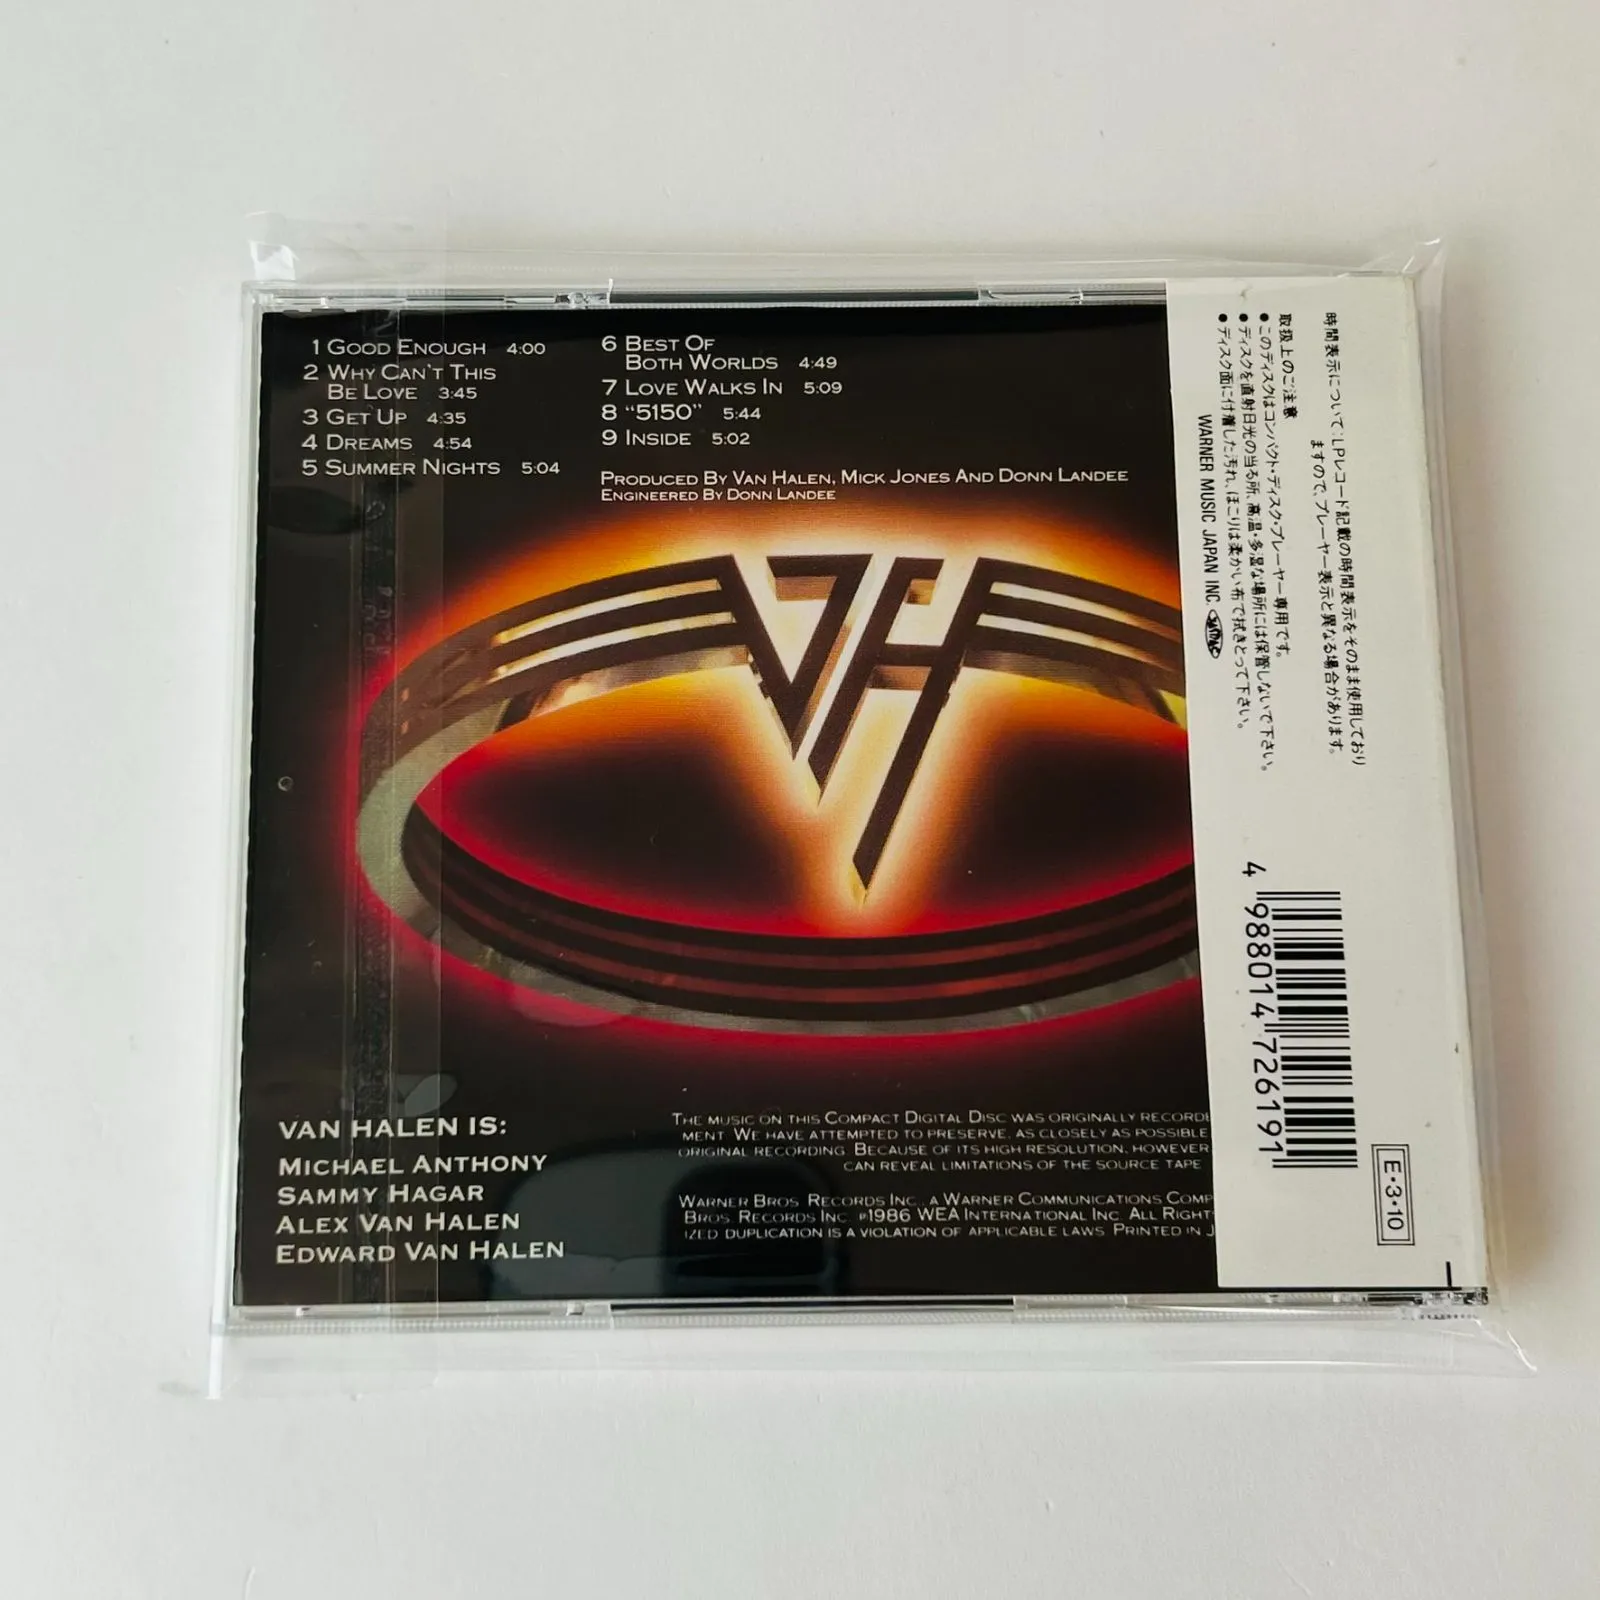 1 GOOD ENOUGH 4:00
2 WHY CAN'T THIS
BE LOVE 3:45
3 GET UP 4:35
4 DREAMS 4:54
5 SUMMER NIGHTS 5:04
6 BEST OF
BOTH WORLDS 4:49
7 LOVE WALKS IN 5:09
8 “5150” 5:44
9 INSIDE 5:02
PRODUCED BY VAN HALEN, MICK JONES AND DONN LANDEE
ENGINEERED BY DONN LANDEE
VH
VAN HALEN IS:
MICHAEL ANTHONY
SAMMY HAGAR
ALEX VAN HALEN
EDWARD VAN HALEN
THE MUSIC ON THIS COMPACT DIGITAL DISC WAS ORIGINALLY RECORDE
MENT. WE HAVE ATTEMPTED TO PRESERVE, AS CLOSELY AS POSSIBLE
ORIGINAL RECORDING. BECAUSE OF ITS HIGH RESOLUTION, HOWEVER
CAN REVEAL LIMITATIONS OF THE SOURCE TAPE
WARNER BROS. RECORDS INC., A WARNER COMMUNICATIONS COMP
BROS. RECORDS INC. ℗1986 WEA INTERNATIONAL INC. ALL RIGHT
IZED DUPLICATION IS A VIOLATION OF APPLICABLE LAWS. PRINTED IN J
時間表示について:LPレコード記載の時間表示をそのまま使用しており
ますので、プレーヤー表示と異なる場合があります。
取扱上のご注意
●このディスクはコンパクト・ディスク・プレーヤー専用です。
●ディスクを直射日光の当る所、高温・多湿な場所には保管しないで下さい。
●ディスク面に付着した汚れ、ほこりは柔かい布で拭きとって下さい。
WARNER MUSIC JAPAN INC.
4 988014 726191
E・3・10